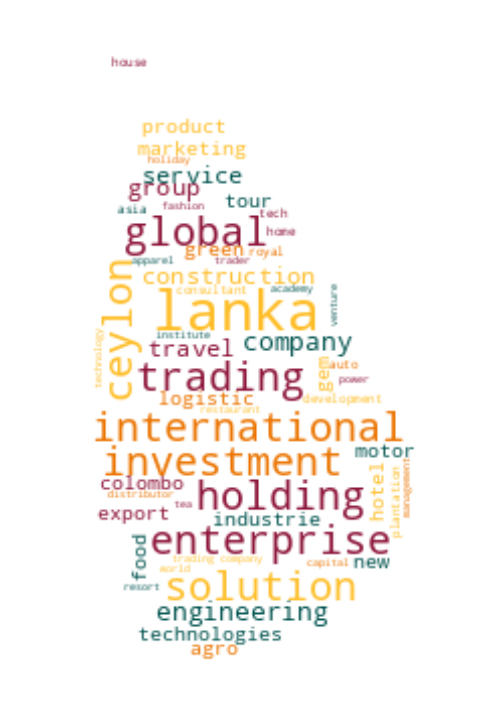 house
product
marketing
holiday
service
group
tour
asia
fashion
tech
global
home
green
royal
apparel
trader
construction
ceylon
consultant
academy
venture
lanka
institute
travel
company
technology
trading
gem
auto
power
logistic
development
restaurant
international
motor
investment
colombo
hotel
plantation
management
distributor
holding
tea
export
industrie
enterprise
food
trading company
capital
new
world
resort
solution
engineering
technologies
agro